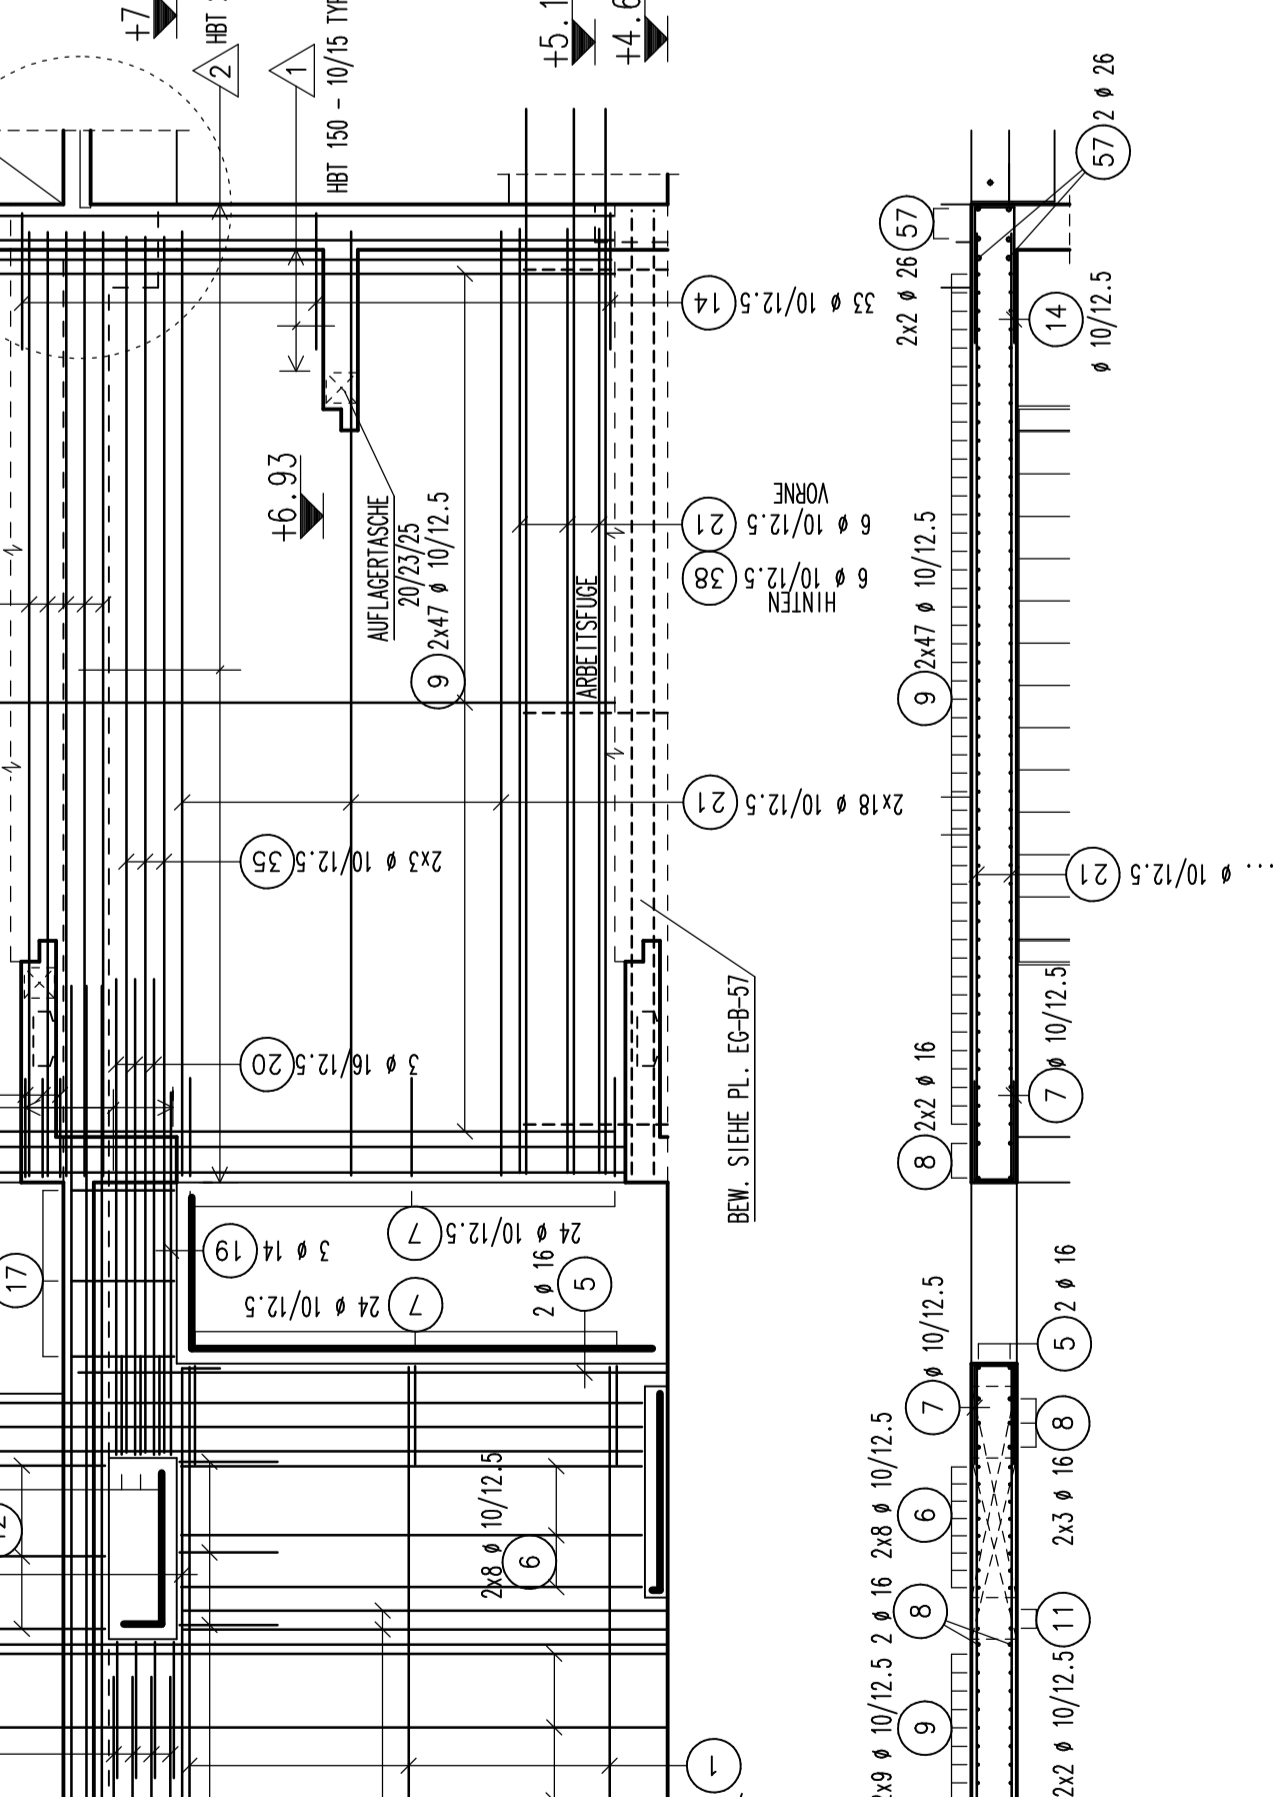 +7
HBT
2
1
HBT 150 - 10/15 TYP
+5.1
+4.6
57 2 ø 26
57
2x2 ø 26
14 33 ø 10/12.5
14
ø 10/12.5
+6.93
AUFLAGERTASCHE
20/23/25
9 2x47 ø 10/12.5
ARBEITSFUGE
21 6 ø 10/12.5
VORNE
38 6 ø 10/12.5
HINTEN
9 2x47 ø 10/12.5
21 2x18 ø 10/12.5
35 2x3 ø 10/12.5
21 ø 10/12.5 ...
20 3 ø 16/12.5
BEW. SIEHE PL. EG-B-57
8 2x2 ø 16
7 ø 10/12.5
17
19 3 ø 14
7 24 ø 10/12.5
7 24 ø 10/12.5
5
2 ø 16
7 ø 10/12.5
5 2 ø 16
6
2x8 ø 10/12.5
6 2x8 ø 10/12.5
8
2x3 ø 16
8 2 ø 16
11
2x2 ø 10/12.5
9
2x9 ø 10/12.5
1